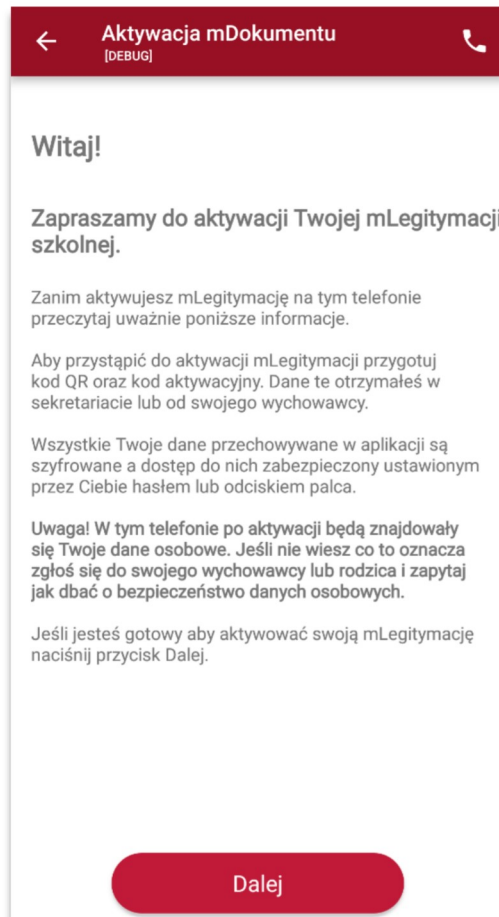 Aktywacja mDokumentu
[DEBUG]
Witaj!
Zapraszamy do aktywacji Twojej mLegitymacji
szkolnej.
Zanim aktywujesz mLegitymację na tym telefonie
przeczytaj uważnie poniższe informacje.
Aby przystąpić do aktywacji mLegitymacji przygotuj
kod QR oraz kod aktywacyjny. Dane te otrzymałeś w
sekretariacie lub od swojego wychowawcy.
Wszystkie Twoje dane przechowywane w aplikacji są
szyfrowane a dostęp do nich zabezpieczony ustawionym
przez Ciebie hasłem lub odciskiem palca.
Uwaga! W tym telefonie po aktywacji będą znajdowały
się Twoje dane osobowe. Jeśli nie wiesz co to oznacza
zgłoś się do swojego wychowawcy lub rodzica i zapytaj
jak dbać o bezpieczeństwo danych osobowych.
Jeśli jesteś gotowy aby aktywować swoją mLegitymację
naciśnij przycisk Dalej.
Dalej